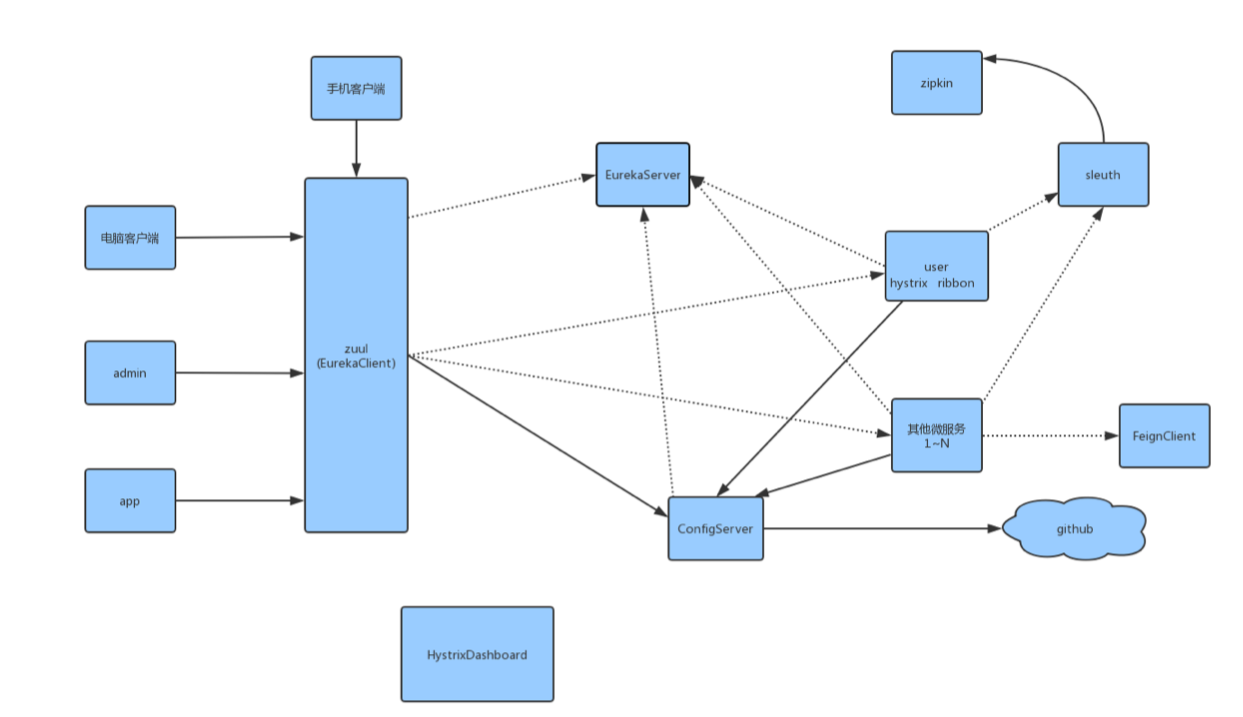 手机客户端
zipkin
EurekaServer
sleuth
电脑客户端
user
hystrix ribbon
zuul
(EurekaClient)
admin
其他微服务
1~N
FeignClient
app
ConfigServer
github
HystrixDashboard